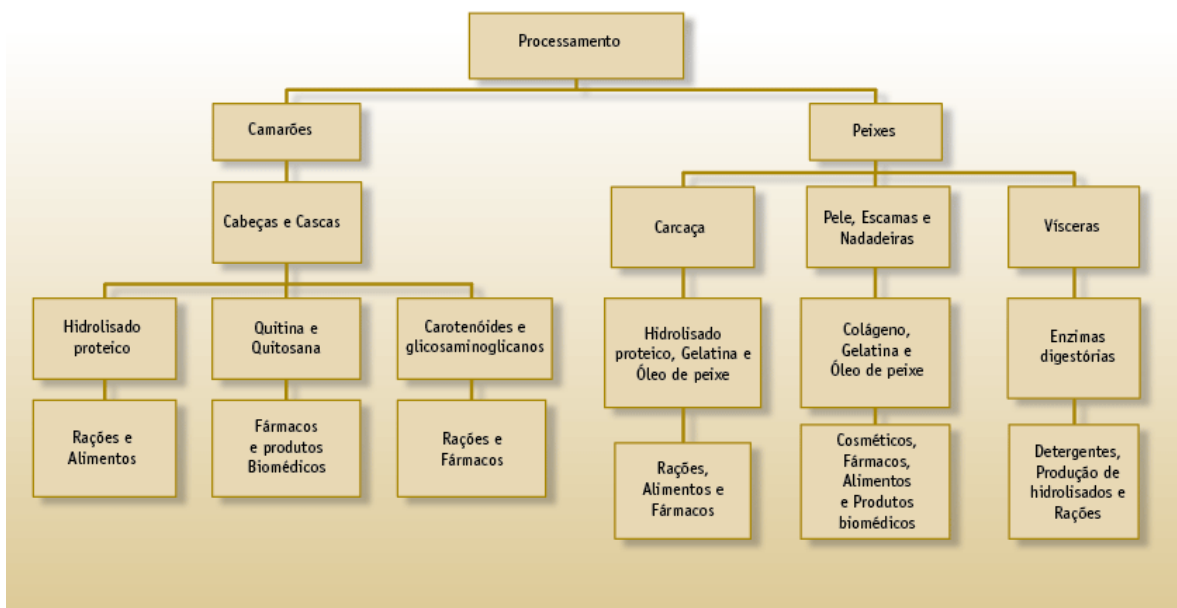 Processamento
Camarões
Peixes
Cabeças e Cascas
Carcaça
Pele, Escamas e
Nadadeiras
Vísceras
Hidrolisado
proteico
Quitina e
Quitosana
Carotenóides e
glicosaminoglicanos
Hidrolisado
proteico, Gelatina e
Óleo de peixe
Colágeno,
Gelatina e
Óleo de peixe
Enzimas
digestórias
Rações e
Alimentos
Fármacos
e produtos
Biomédicos
Rações e
Fármacos
Rações,
Alimentos e
Fármacos
Cosméticos,
Fármacos,
Alimentos
e Produtos
biomédicos
Detergentes,
Produção de
hidrolisados e
Rações